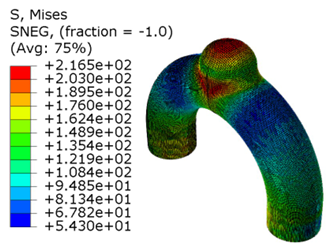 S, Mises
SNEG, (fraction = -1.0)
(Avg: 75%)
+2.165e+02
+2.030e+02
+1.895e+02
+1.760e+02
+1.624e+02
+1.489e+02
+1.354e+02
+1.219e+02
+1.084e+02
+9.485e+01
+8.134e+01
+6.782e+01
+5.430e+01